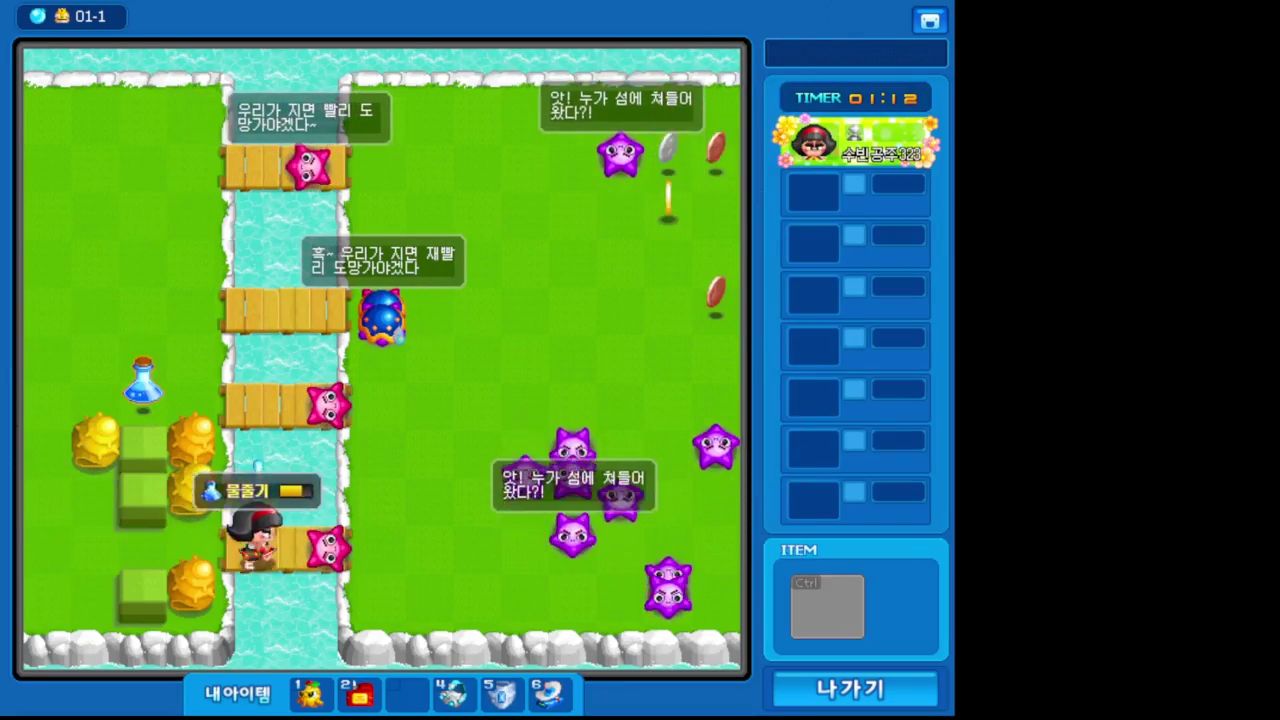 01-1
우리가 지면 빨리 도
망가야겠다~
앗! 누가 섬에 쳐들어
왔다?!
TIMER 01:12
수빈공주023
흑~ 우리가 지면 재빨
리 도망가야겠다
앗! 누가 섬에 쳐들어
왔다?!
물줄기
ITEM
Ctrl
내아이템
1
2
4
5
6
나가기